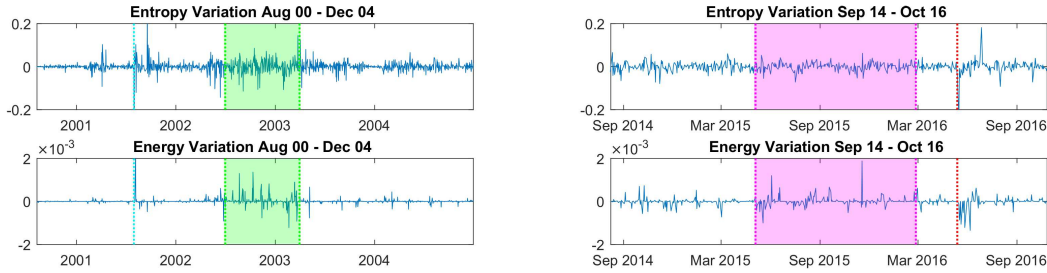 Entropy Variation Aug 00 - Dec 04
0.2
0
-0.2
2001 2002 2003 2004
Energy Variation Aug 00 - Dec 04
×10⁻³
2
0
-2
2001 2002 2003 2004
Entropy Variation Sep 14 - Oct 16
0.2
0
-0.2
Sep 2014 Mar 2015 Sep 2015 Mar 2016 Sep 2016
Energy Variation Sep 14 - Oct 16
×10⁻³
2
0
-2
Sep 2014 Mar 2015 Sep 2015 Mar 2016 Sep 2016